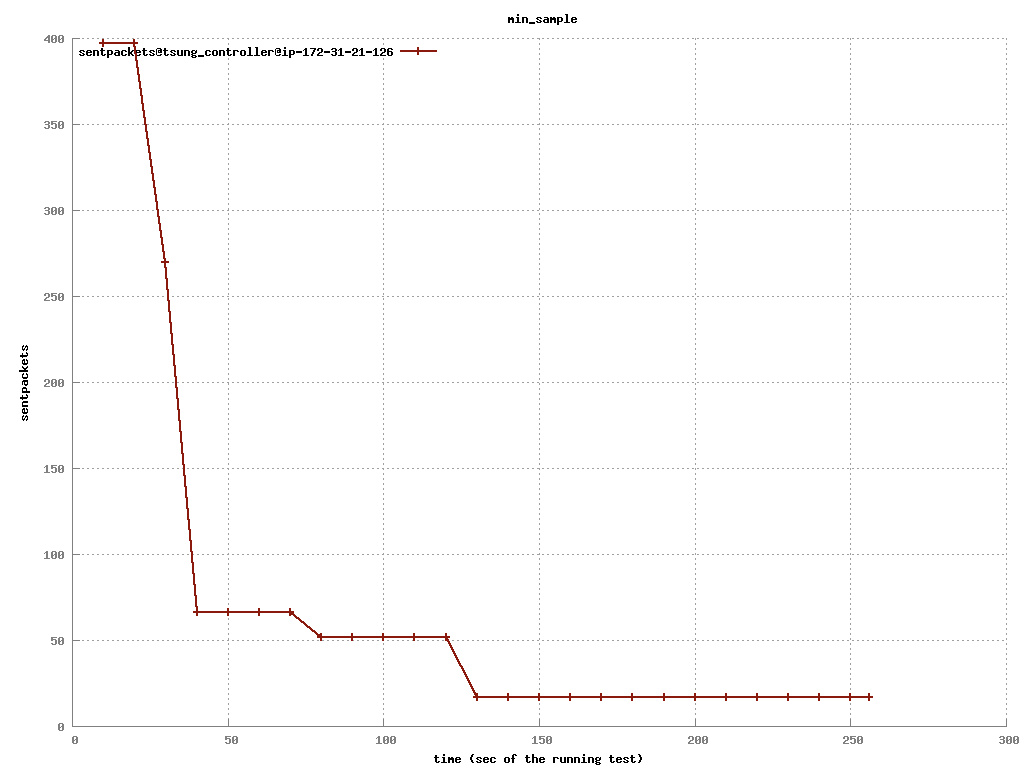 min_sample
sentpackets@tsung_controller@ip-172-31-21-126
400
350
300
250
200
150
100
50
0
sentpackets
0 50 100 150 200 250 300
time (sec of the running test)